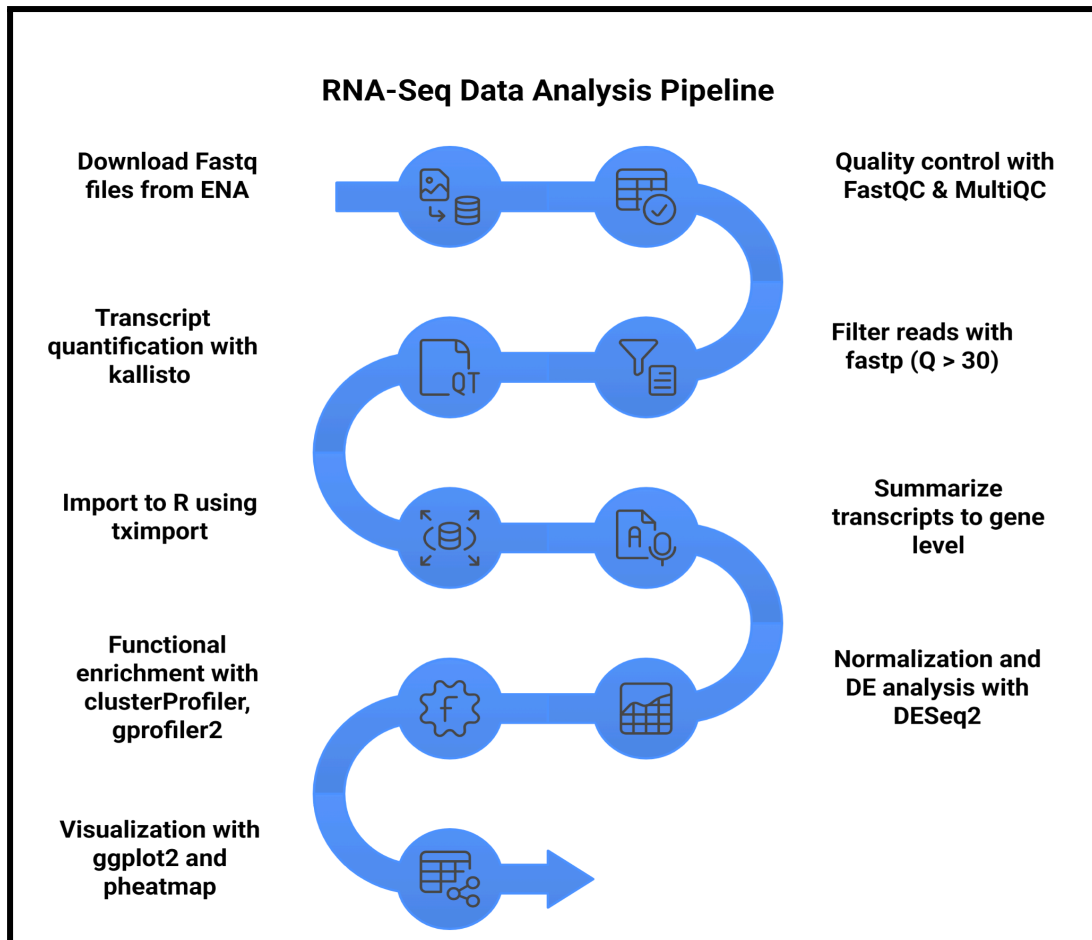 RNA-Seq Data Analysis Pipeline
Download Fastq
files from ENA
Quality control with
FastQC & MultiQC
Filter reads with
fastp (Q > 30)
Transcript
quantification with
kallisto
QT
Import to R using
tximport
A
Summarize
transcripts to gene
level
Normalization and
DE analysis with
DESeq2
Functional
enrichment with
clusterProfiler,
gprofiler2
f
Visualization with
ggplot2 and
pheatmap